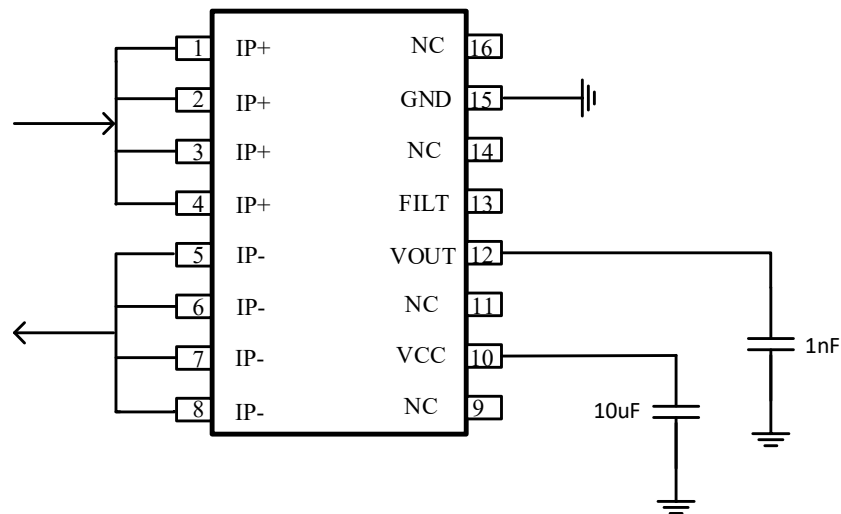 1 IP+ NC 16
2 IP+ GND 15
3 IP+ NC 14
4 IP+ FILT 13
5 IP- VOUT 12
6 IP- NC 11
7 IP- VCC 10
8 IP- NC 9
1nF
10uF